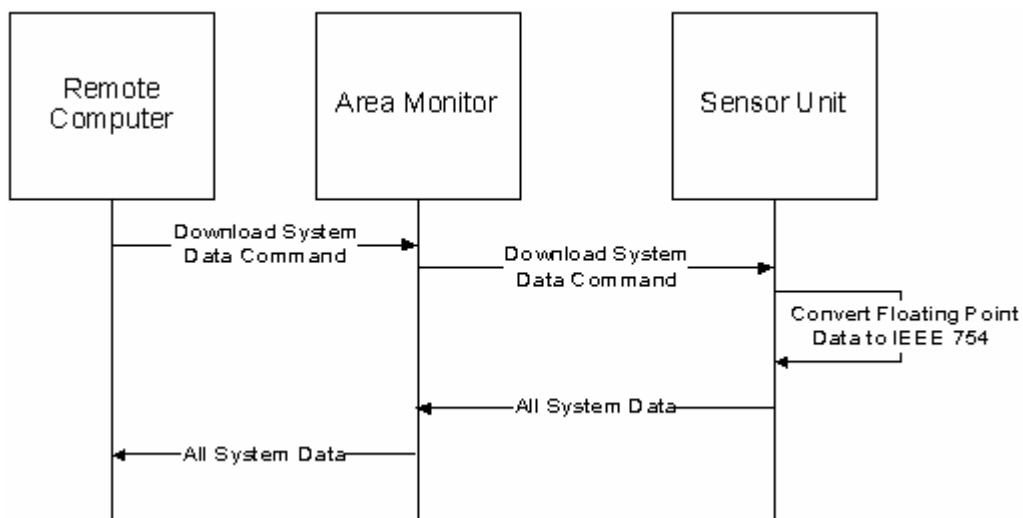 Remote
Computer
Area Monitor
Sensor Unit
Download System
Data Command
Download System
Data Command
Convert Floating Point
Data to IEEE 754
All System Data
All System Data